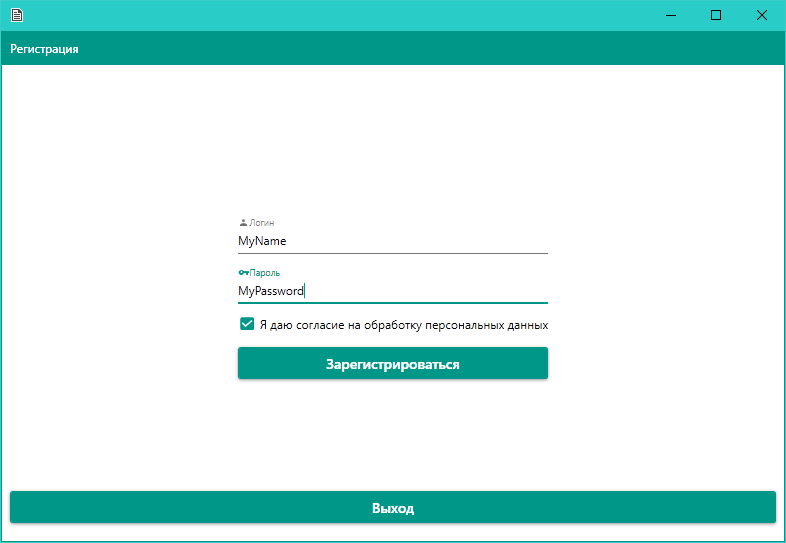 Регистрация
Логин
MyName
Пароль
MyPassword
Я даю согласие на обработку персональных данных
Зарегистрироваться
Выход